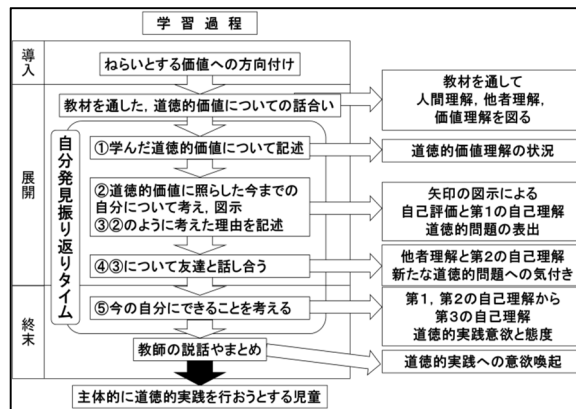 学習過程
導入
ねらいとする価値への方向付け
展開
教材を通した，道徳的価値についての話合い
教材を通して
人間理解，他者理解，
価値理解を図る
自分発見振り返りタイム
①学んだ道徳的価値について記述
道徳的価値理解の状況
②道徳的価値に照らした今までの
自分について考え，図示
③②のように考えた理由を記述
矢印の図示による
自己評価と第1の自己理解
道徳的問題の表出
④③について友達と話し合う
他者理解と第2の自己理解
新たな道徳的問題への気付き
終末
⑤今の自分にできることを考える
第1，第2の自己理解から
第3の自己理解
道徳的実践意欲と態度
教師の説話やまとめ
道徳的実践への意欲喚起
主体的に道徳的実践を行おうとする児童